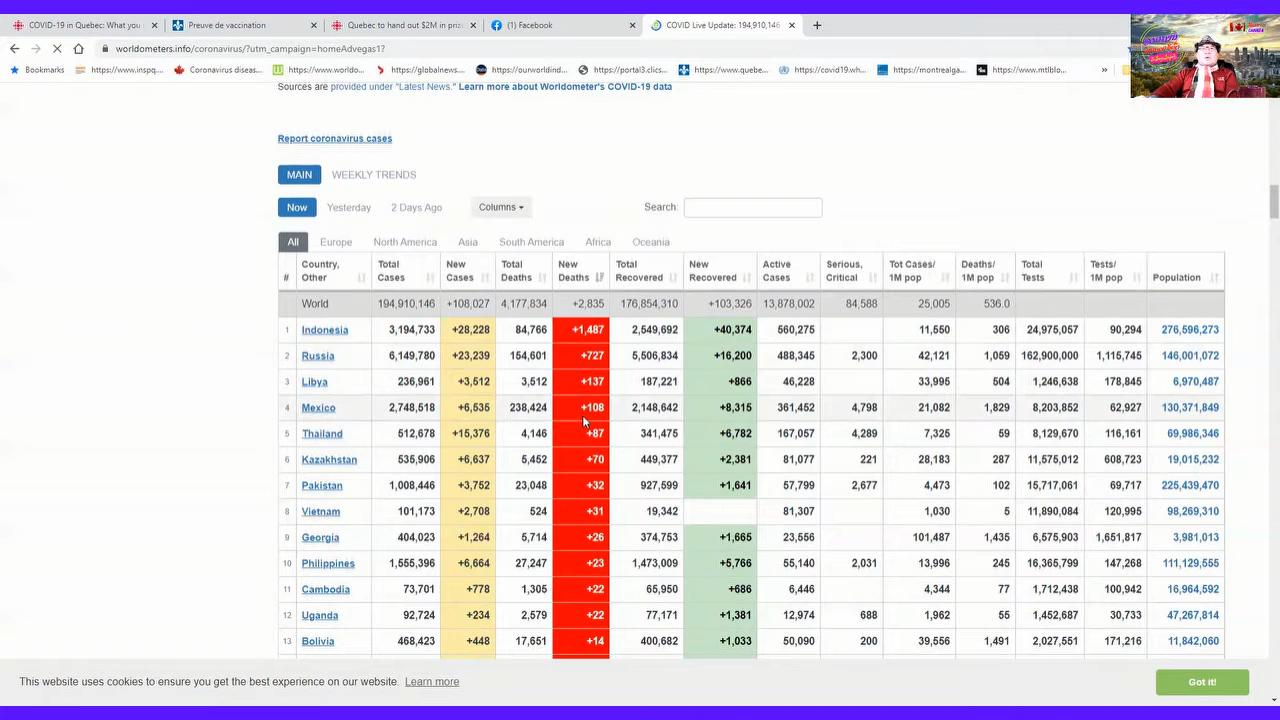 COVID-19 in Quebec: What you
Preuve de vaccination
Quebec to hand out $2M in priz
(1) Facebook
COVID Live Update: 194,910,146
worldometers.info/coronavirus/?utm_campaign=homeAdvegas1?
Bookmarks https://www.inspq... Coronavirus diseas... https://www.worldo... https://globalnews... https://ourworldind... https://portal3.clics... https://www.quebe... https://covid19.wh... https://montrealga... https://www.mtlblo... »
Sources are provided under "Latest News." Learn more about Worldometer's COVID-19 data
Report coronavirus cases
MAIN WEEKLY TRENDS
Now Yesterday 2 Days Ago Columns Search:
All Europe North America Asia South America Africa Oceania
# Country, Other Total Cases New Cases Total Deaths New Deaths Total Recovered New Recovered Active Cases Serious, Critical Tot Cases/ 1M pop Deaths/ 1M pop Total Tests Tests/ 1M pop Population
World 194,910,146 +108,027 4,177,834 +2,835 176,854,310 +103,326 13,878,002 84,588 25,005 536.0
1 Indonesia 3,194,733 +28,228 84,766 +1,487 2,549,692 +40,374 560,275 11,550 306 24,975,057 90,294 276,596,273
2 Russia 6,149,780 +23,239 154,601 +727 5,506,834 +16,200 488,345 2,300 42,121 1,059 162,900,000 1,115,745 146,001,072
3 Libya 236,961 +3,512 3,512 +137 187,221 +866 46,228 33,995 504 1,246,638 178,845 6,970,487
4 Mexico 2,748,518 +6,535 238,424 +108 2,148,642 +8,315 361,452 4,798 21,082 1,829 8,203,852 62,927 130,371,849
5 Thailand 512,678 +15,376 4,146 +87 341,475 +6,782 167,057 4,289 7,325 59 8,129,670 116,161 69,986,346
6 Kazakhstan 535,906 +6,637 5,452 +70 449,377 +2,381 81,077 221 28,183 287 11,575,012 608,723 19,015,232
7 Pakistan 1,008,446 +3,752 23,048 +32 927,599 +1,641 57,799 2,677 4,473 102 15,717,061 69,717 225,439,470
8 Vietnam 101,173 +2,708 524 +31 19,342 81,307 1,030 5 11,890,084 120,995 98,269,310
9 Georgia 404,023 +1,264 5,714 +26 374,753 +1,665 23,556 101,487 1,435 6,575,903 1,651,817 3,981,013
10 Philippines 1,555,396 +6,664 27,247 +23 1,473,009 +5,766 55,140 2,031 13,996 245 16,365,799 147,268 111,129,555
11 Cambodia 73,701 +778 1,305 +22 65,950 +686 6,446 4,344 77 1,712,438 100,942 16,964,592
12 Uganda 92,724 +234 2,579 +22 77,171 +1,381 12,974 688 1,962 55 1,452,687 30,733 47,267,814
13 Bolivia 468,423 +448 17,651 +14 400,682 +1,033 50,090 200 39,556 1,491 2,027,551 171,216 11,842,060
This website uses cookies to ensure you get the best experience on our website. Learn more
Got it!